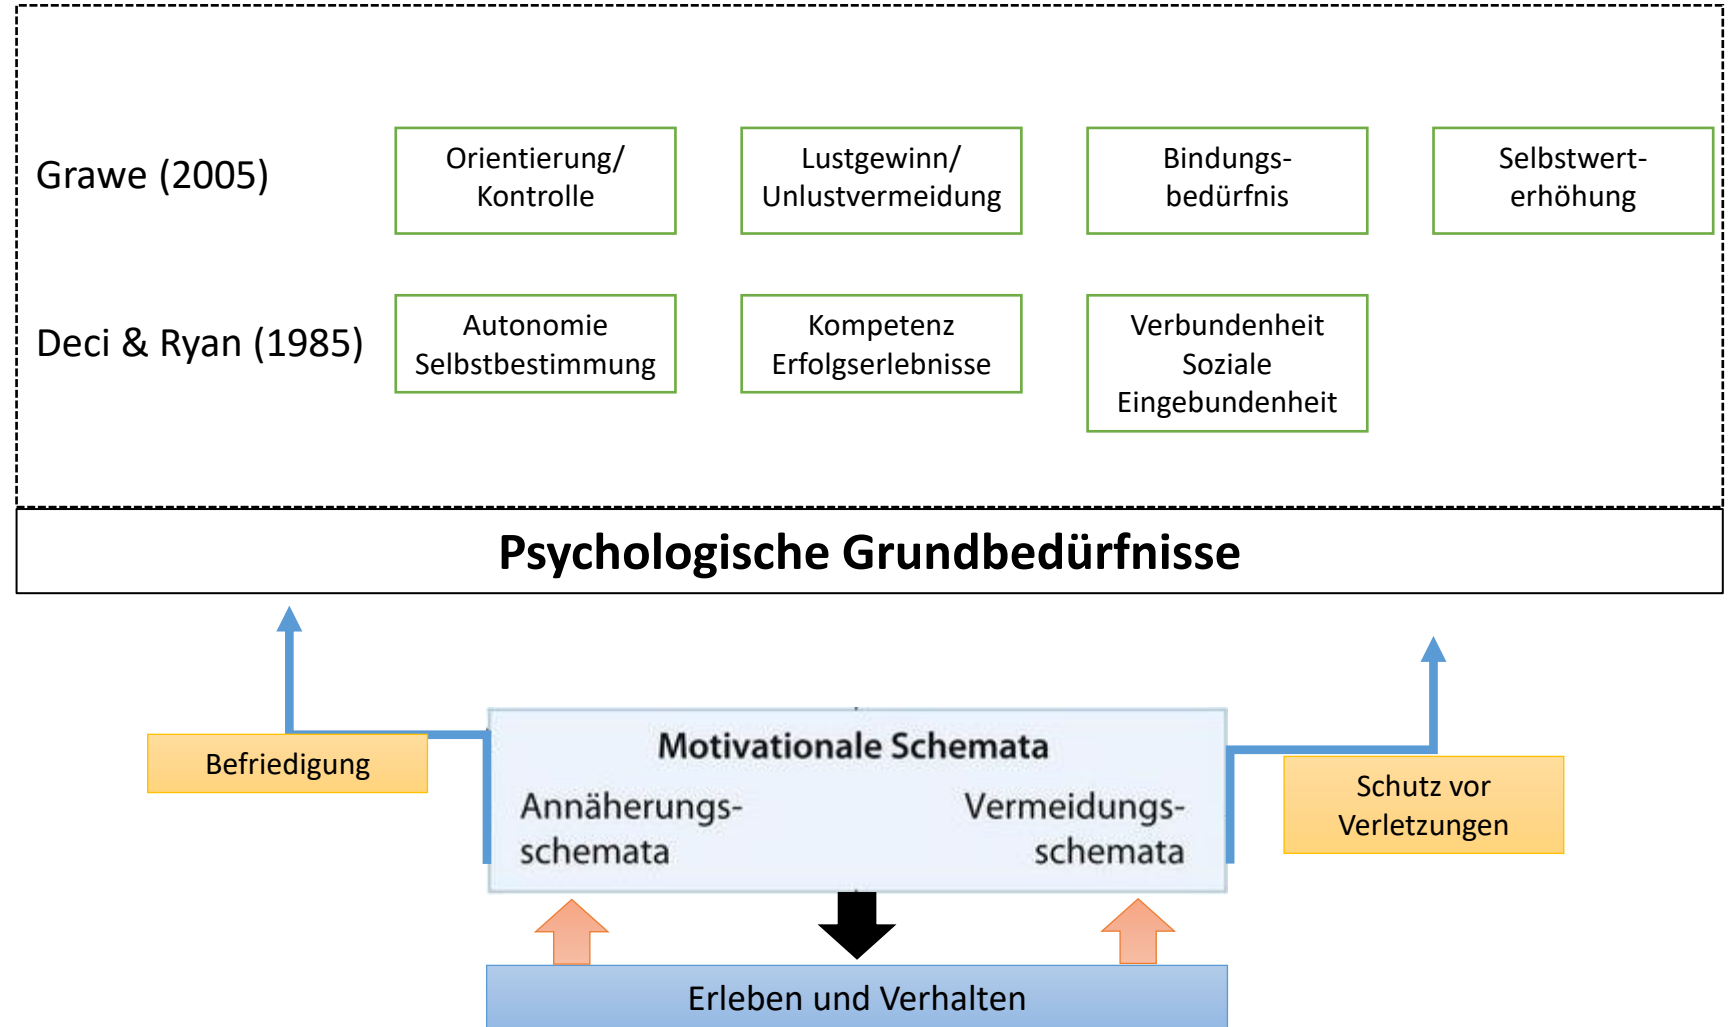 Grawe (2005)
Orientierung/
Kontrolle
Lustgewinn/
Unlustvermeidung
Bindungs-
bedürfnis
Selbstwert-
erhöhung
Deci & Ryan (1985)
Autonomie
Selbstbestimmung
Kompetenz
Erfolgserlebnisse
Verbundenheit
Soziale
Eingebundenheit
Psychologische Grundbedürfnisse
Befriedigung
Motivationale Schemata
Annäherungs-
schemata
Vermeidungs-
schemata
Schutz vor
Verletzungen
Erleben und Verhalten